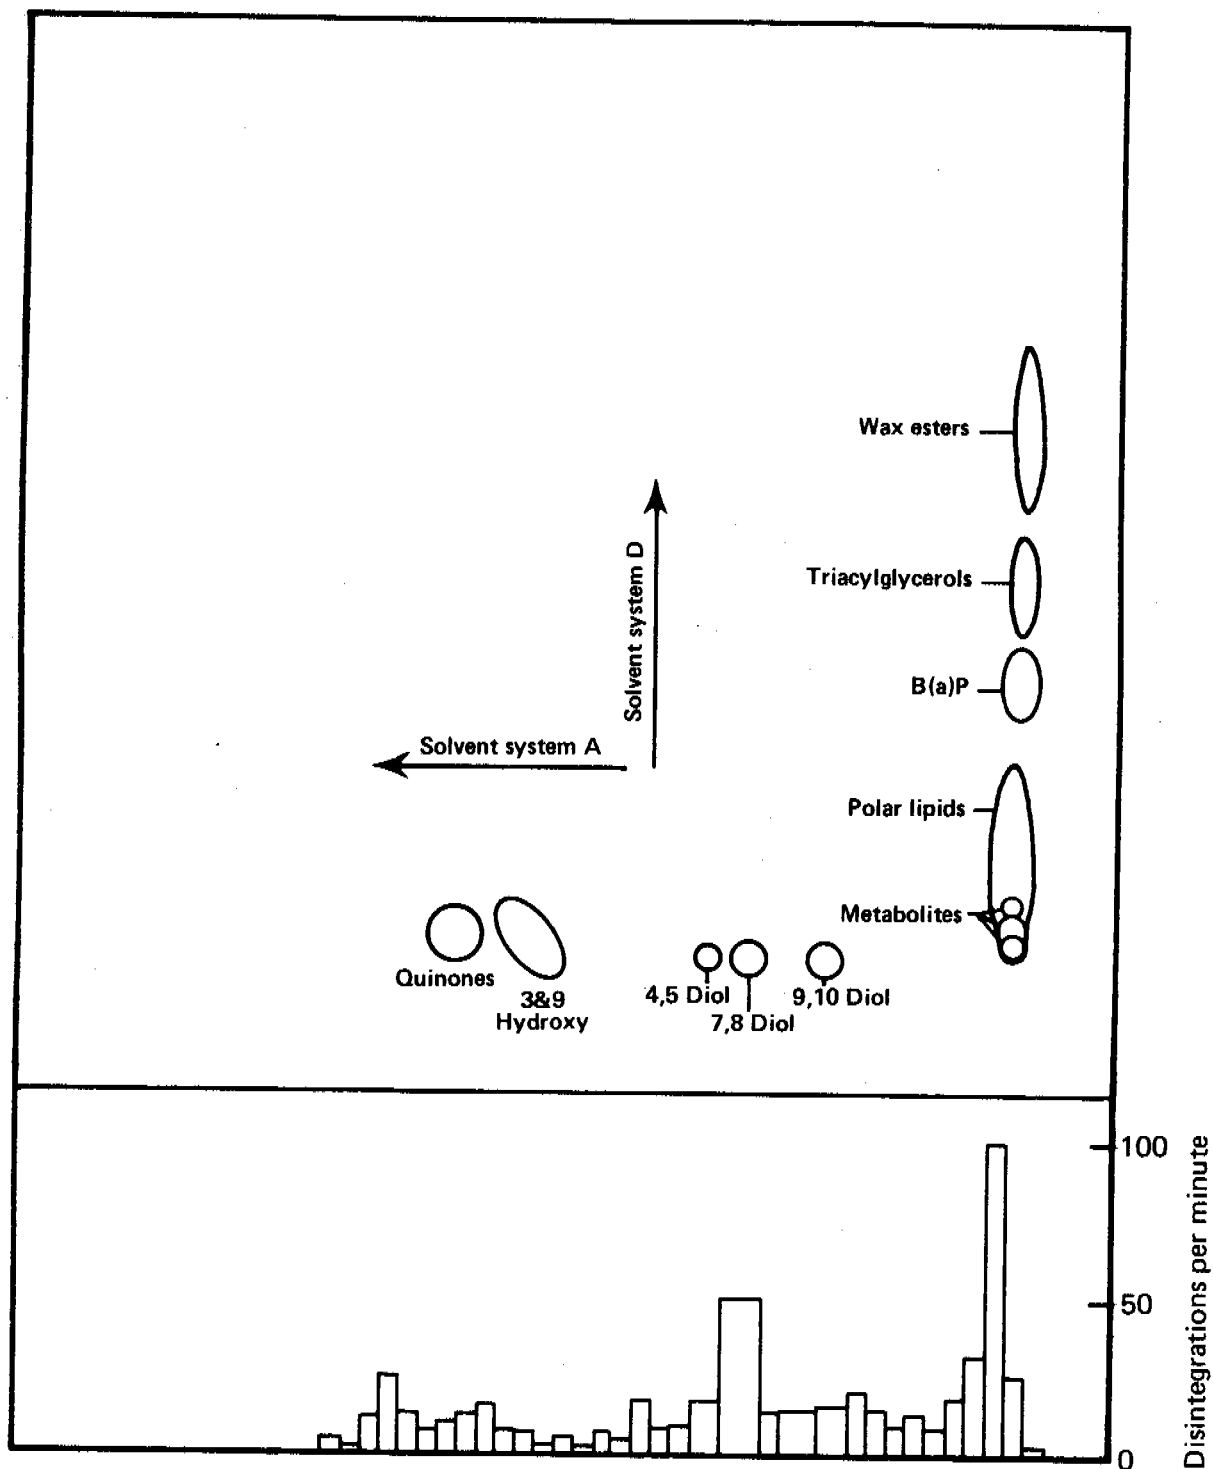 Wax esters
Triacylglycerols
Solvent system D
B(a)P
Solvent system A
Polar lipids
Metabolites
Quinones
3&9
Hydroxy
4,5 Diol
7,8 Diol
9,10 Diol
100
50
0
Disintegrations per minute